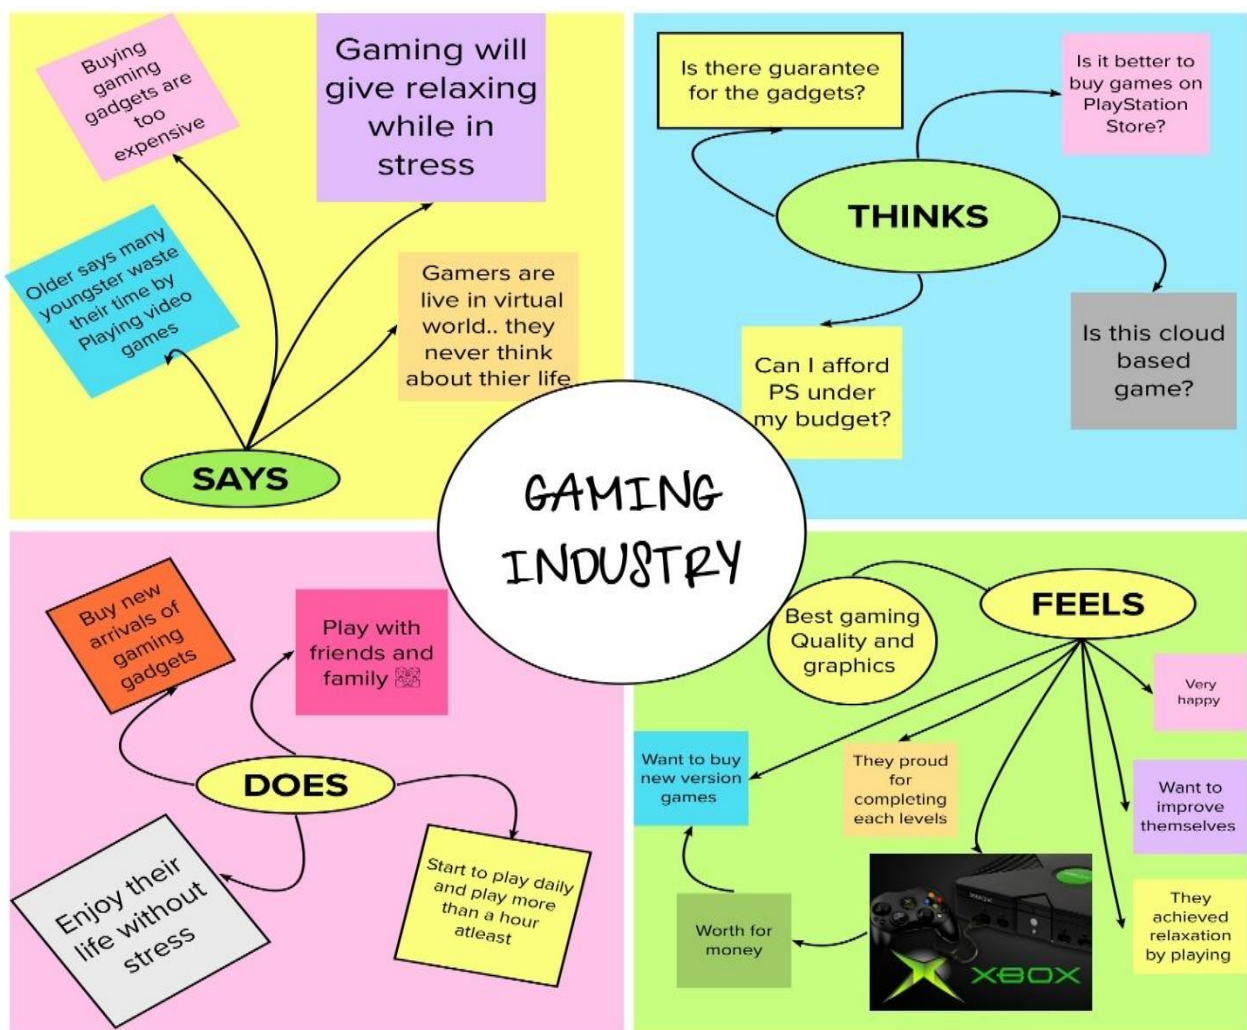 Buying
gaming
gadgets are
too
expensive
Gaming will
give relaxing
while in
stress
Older says many
youngster waste
their time by
Playing video
games
Gamers are
live in virtual
world.. they
never think
about thier life
SAYS
Is there guarantee
for the gadgets?
Is it better to
buy games on
PlayStation
Store?
THINKS
Can I afford
PS under
my budget?
Is this cloud
based
game?
GAMING
INDUSTRY
Buy new
arrivals of
gaming
gadgets
Play with
friends and
family
DOES
Enjoy their
life without
stress
Start to play daily
and play more
than a hour
atleast
Best gaming
Quality and
graphics
FEELS
Very
happy
Want to buy
new version
games
They proud
for
completing
each levels
Want to
improve
themselves
Worth for
money
XBOX
XBOX
They
achieved
relaxation
by playing